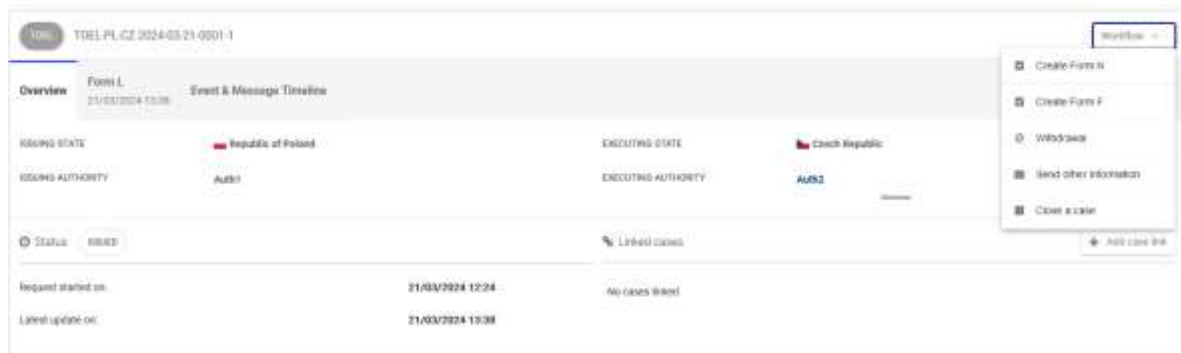 TOEL TOEL-PL-CZ-2024-03-21-0001-1 Workflow
Create Form N
Create Form F
Withdrawal
Send other information
Close a case
Overview Form L Event & Message Timeline
21/03/2024 13:38
ISSUING STATE Republic of Poland EXECUTING STATE Czech Republic
ISSUING AUTHORITY Auth1 EXECUTING AUTHORITY Auth2
Status ISSUED Linked cases Add case link
Request started on: 21/03/2024 12:24 No cases linked
Latest update on: 21/03/2024 13:38